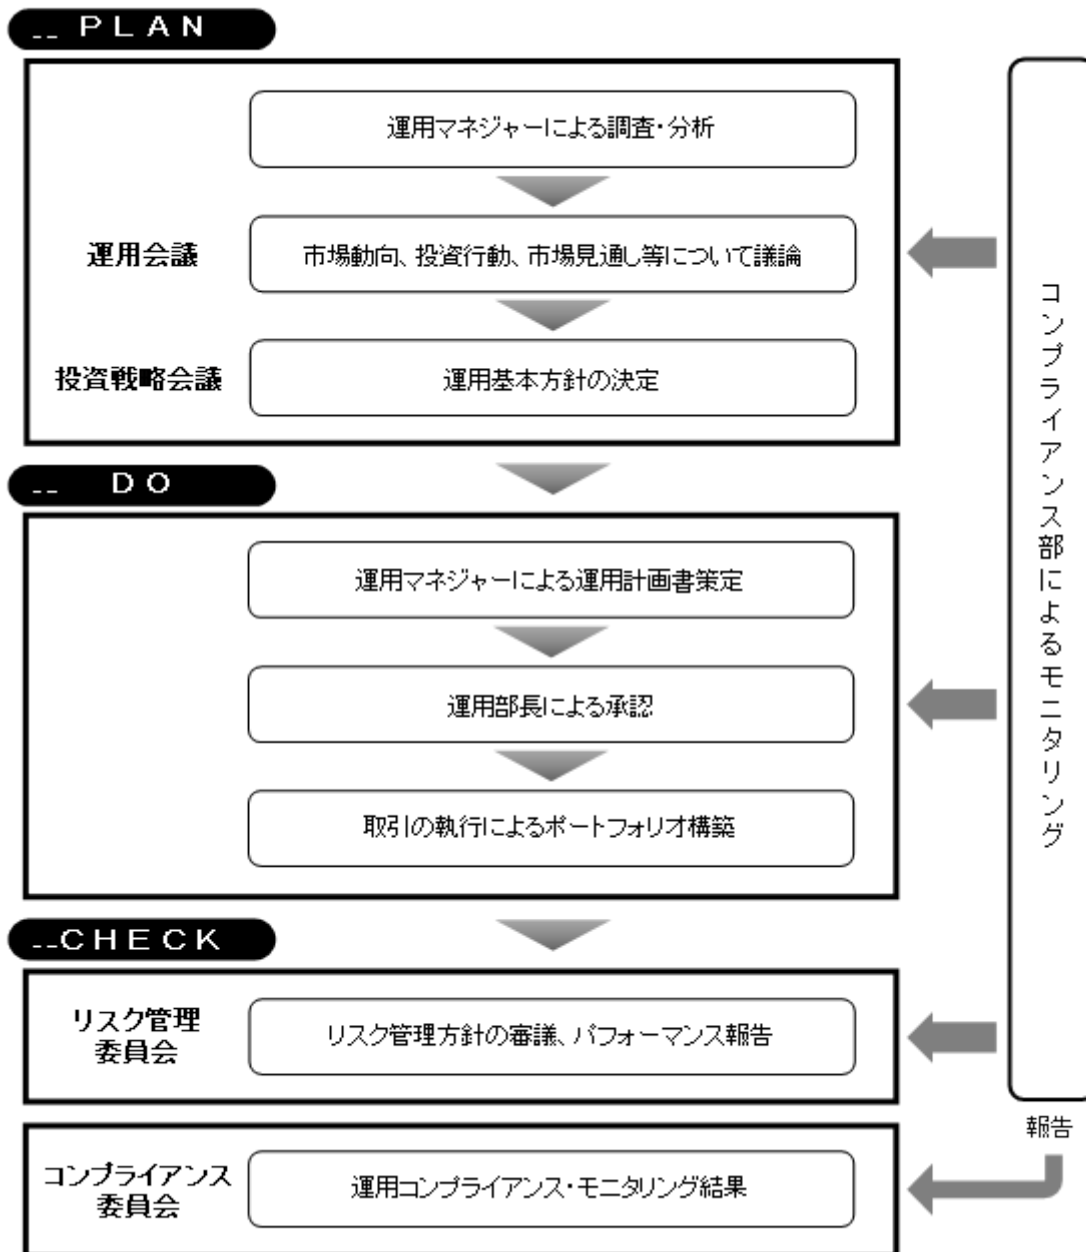 __ PLAN
運用マネジャーによる調査・分析
運用会議
市場動向、投資行動、市場見通し等について議論
投資戦略会議
運用基本方針の決定
__ DO
運用マネジャーによる運用計画書策定
運用部長による承認
取引の執行によるポートフォリオ構築
__CHECK
リスク管理
委員会
リスク管理方針の審議、パフォーマンス報告
コンプライアンス
委員会
運用コンプライアンス・モニタリング結果
コンプライアンス部によるモニタリング
報告